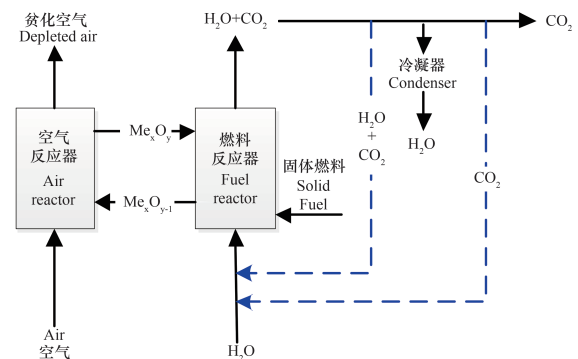 贫化空气
Depleted air
H₂O+CO₂
CO₂
冷凝器
Condenser
H₂O
H₂O
+
CO₂
CO₂
空气
反应器
Air
reactor
MeₓOᵧ
MeₓOᵧ₋₁
燃料
反应器
Fuel
reactor
固体燃料
Solid
Fuel
Air
空气
H₂O